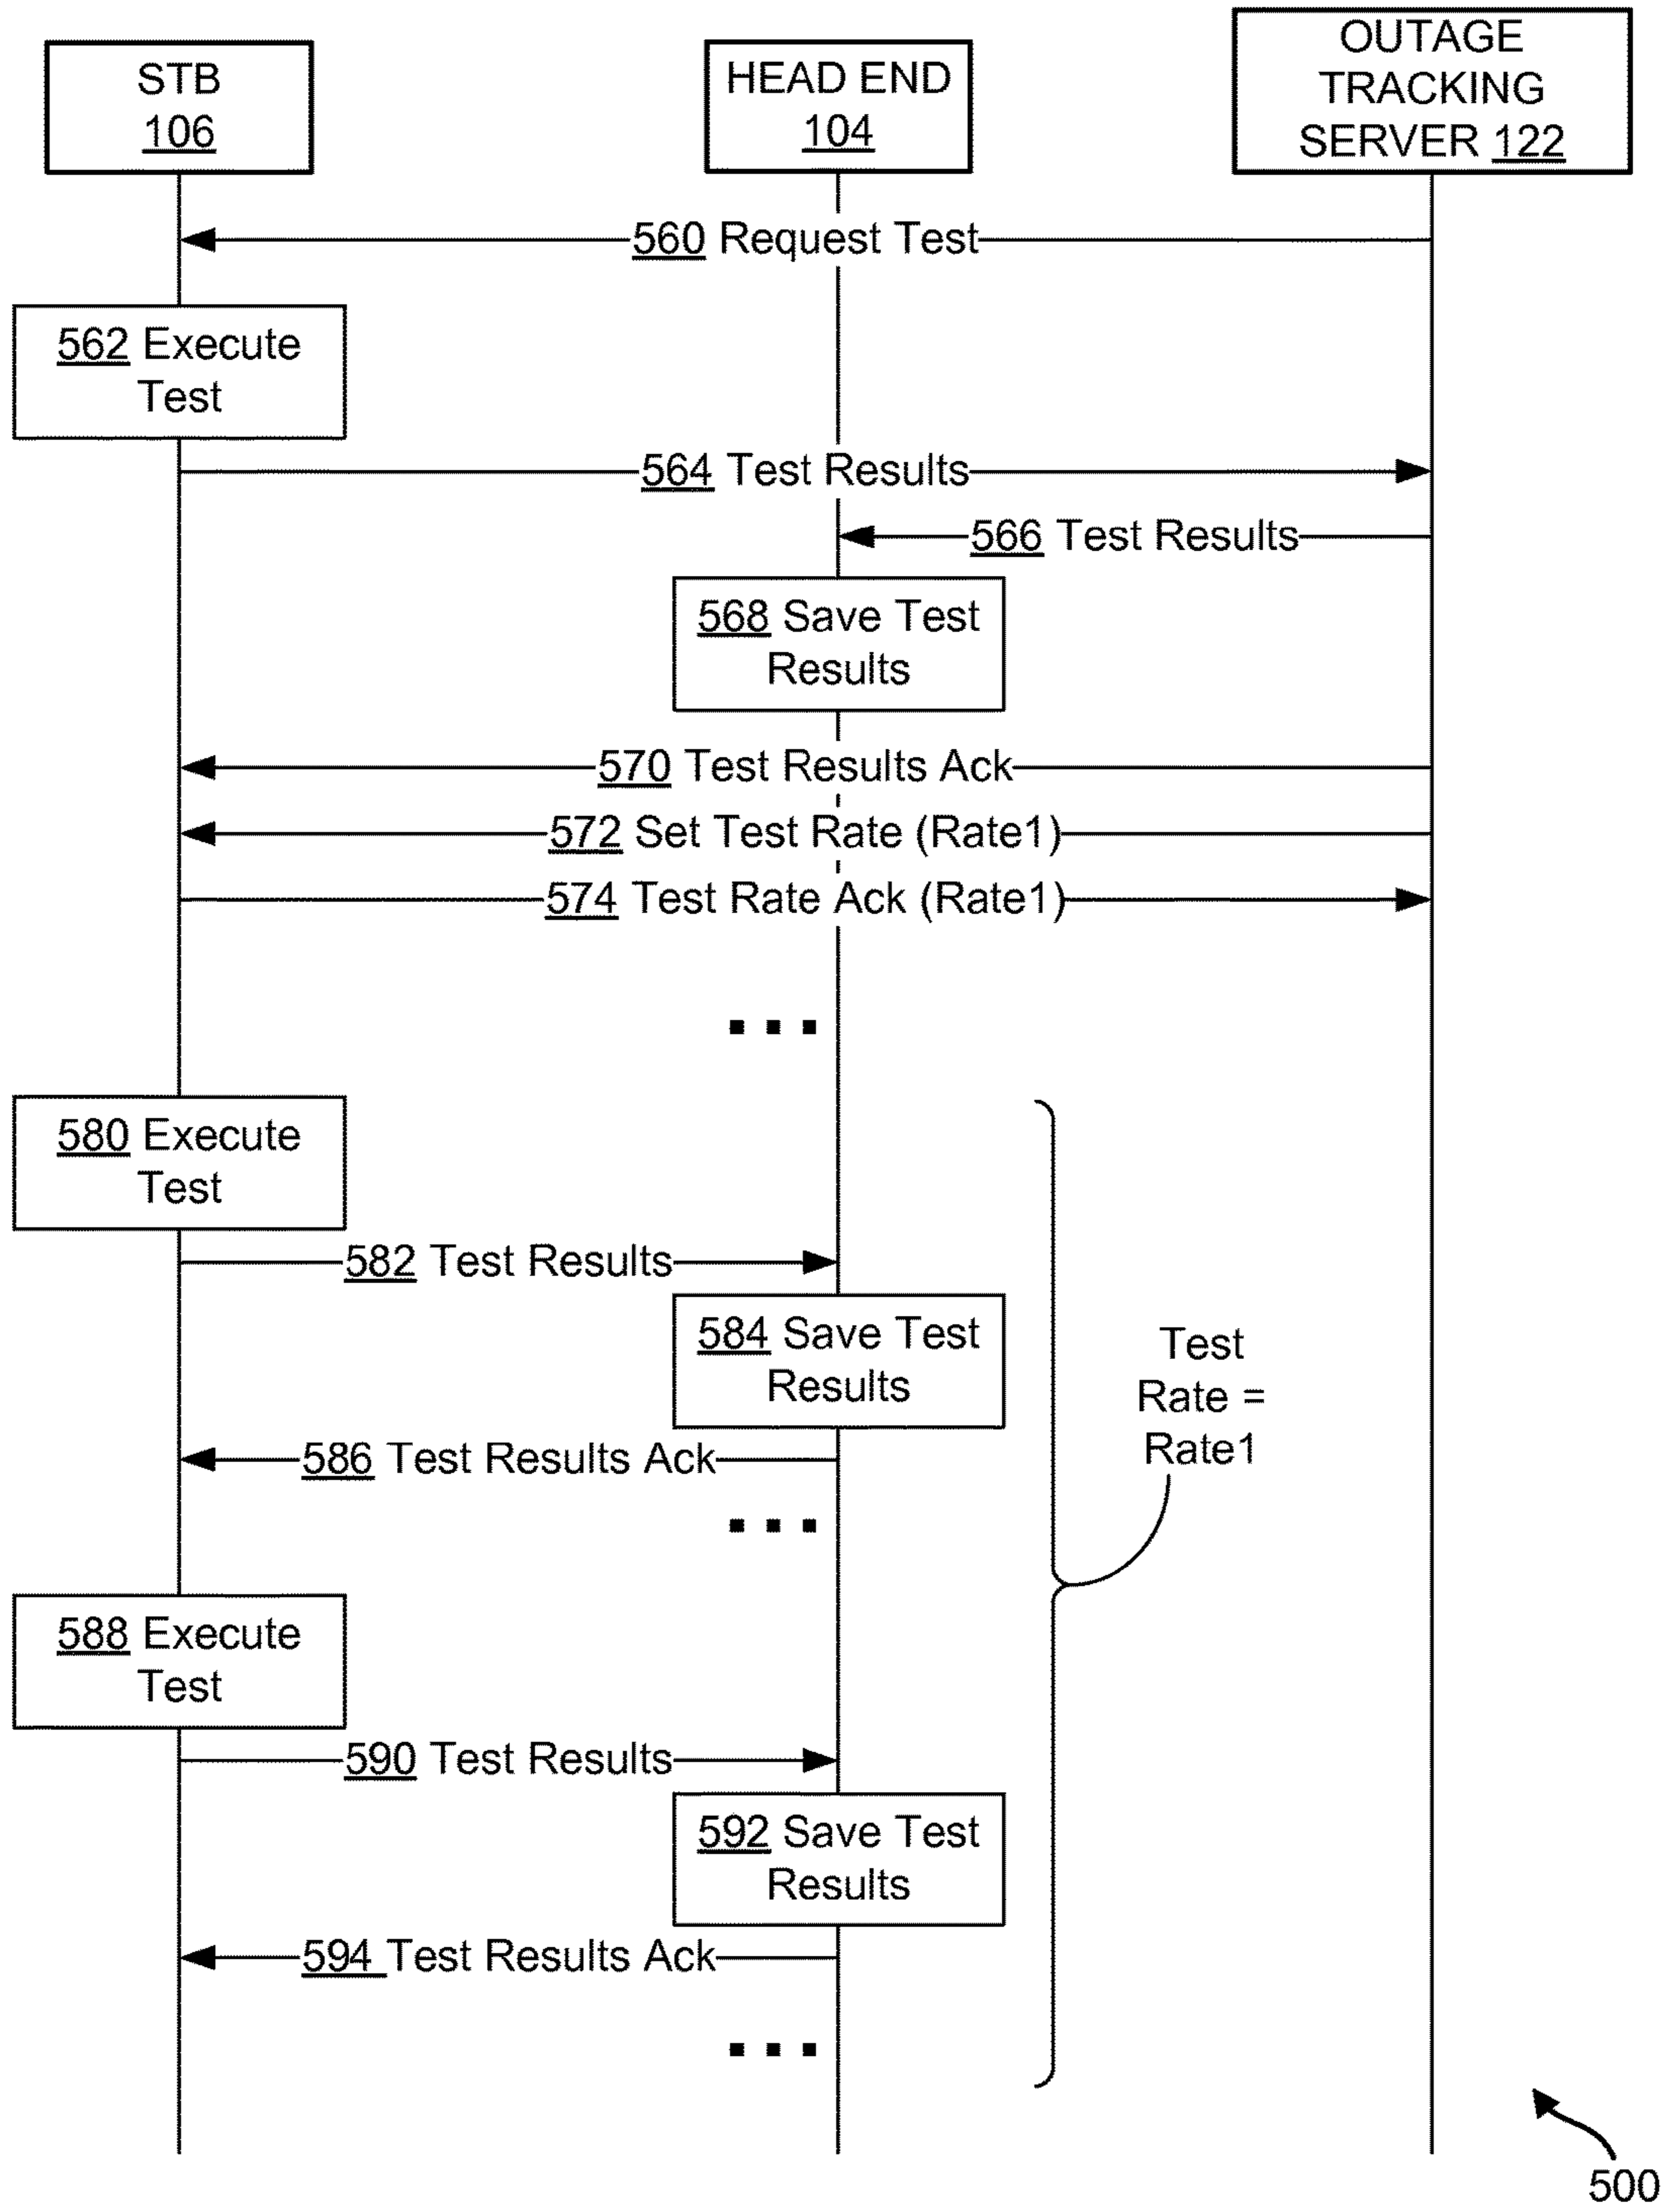 STB
106
HEAD END
104
OUTAGE
TRACKING
SERVER 122
560 Request Test
562 Execute
Test
564 Test Results
566 Test Results
568 Save Test
Results
570 Test Results Ack
572 Set Test Rate (Rate1)
574 Test Rate Ack (Rate1)
580 Execute
Test
582 Test Results
584 Save Test
Results
Test
Rate =
Rate1
586 Test Results Ack
588 Execute
Test
590 Test Results
592 Save Test
Results
594 Test Results Ack
500